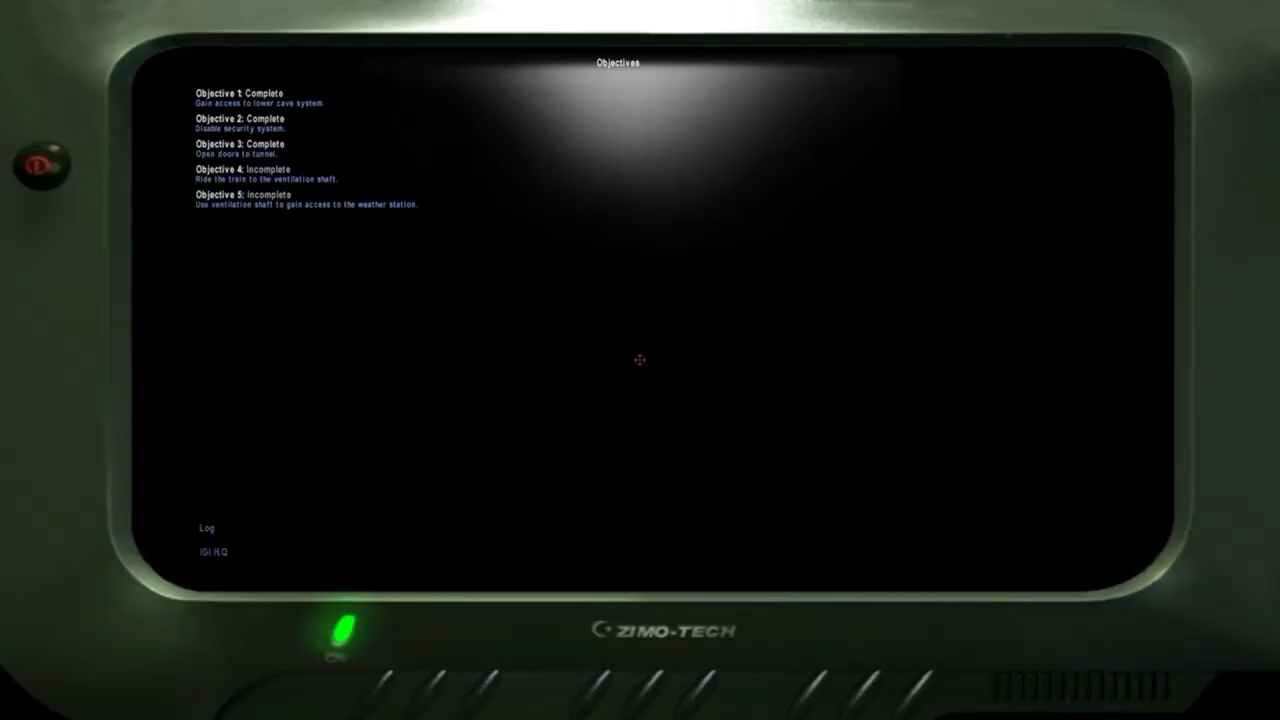 Objectives
Objective 1: Complete
Gain access to lower cave system.
Objective 2: Complete
Disable security system.
Objective 3: Complete
Open doors to tunnel.
Objective 4: Incomplete
Ride the train to the ventilation shaft.
Objective 5: Incomplete
Use ventilation shaft to gain access to the weather station.
Log
IGI H.Q
ZIMO-TECH
ON